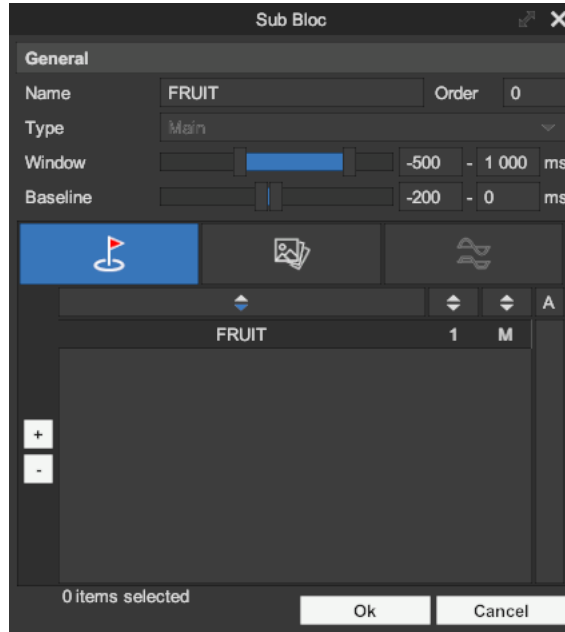 Sub Bloc
General
Name FRUIT Order 0
Type Main
Window -500 - 1 000 ms
Baseline -200 - 0 ms
A
FRUIT 1 M
+
-
0 items selected
Ok Cancel